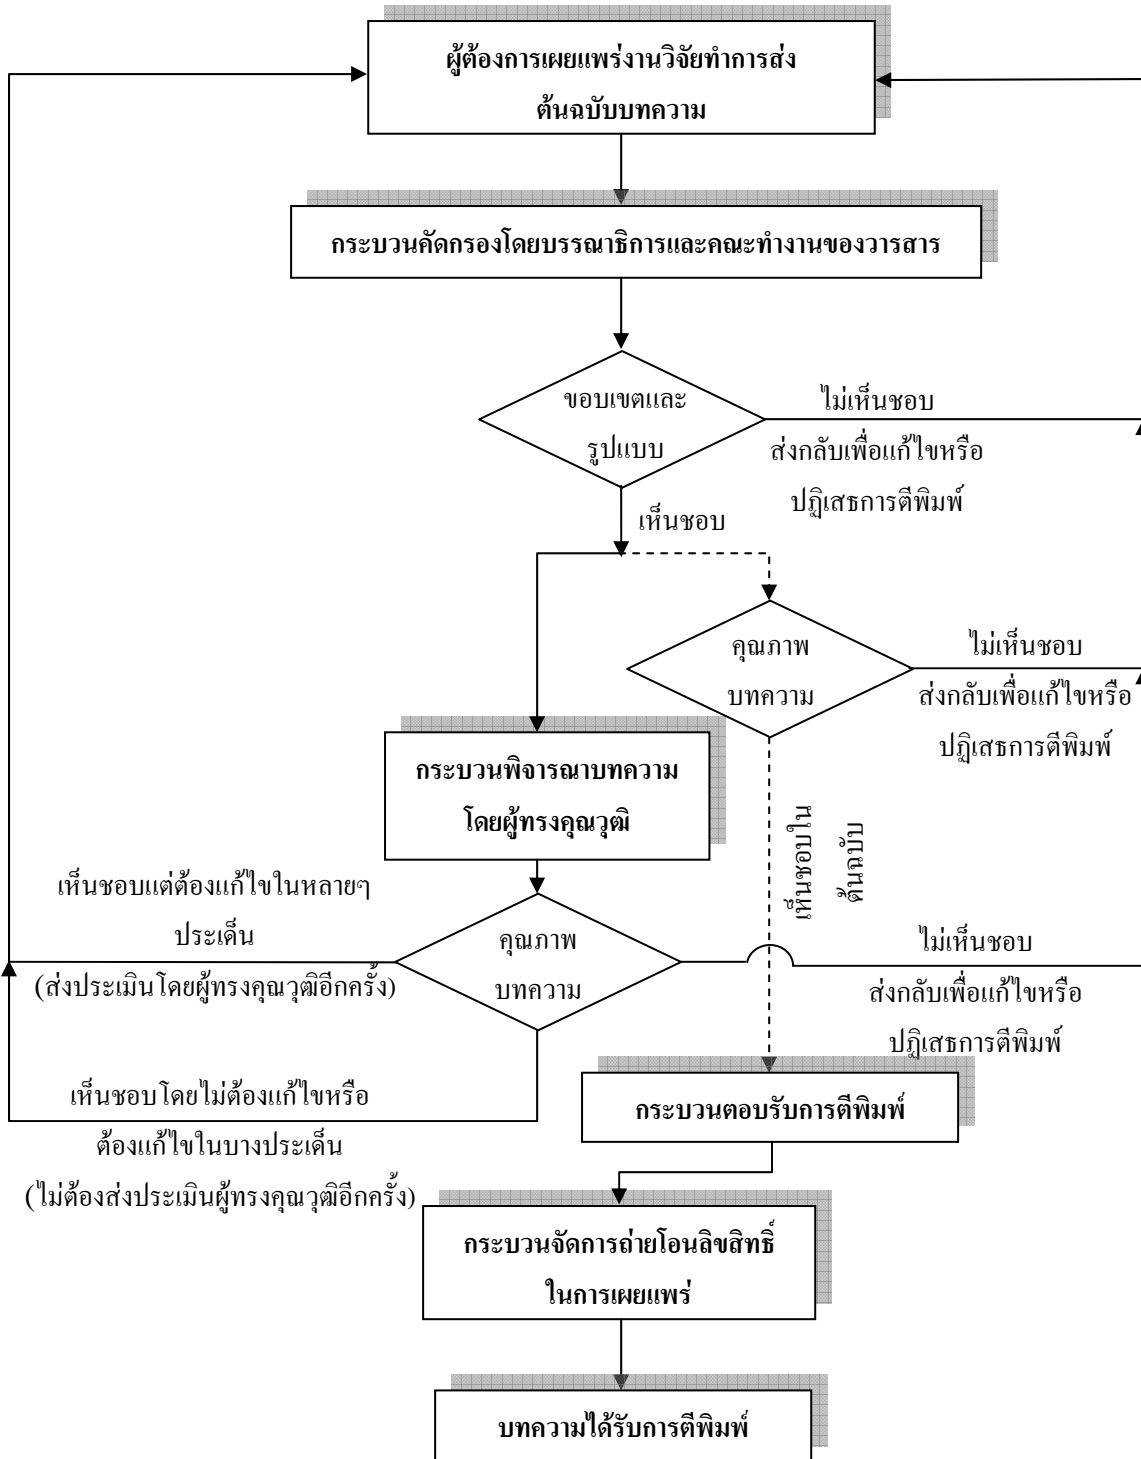 ผู้ต้องการเผยแพร่งานวิจัยทำการส่ง
ต้นฉบับบทความ
กระบวนคัดกรองโดยบรรณาธิการและคณะทำงานของวารสาร
ขอบเขตและ
รูปแบบ
ไม่เห็นชอบ
ส่งกลับเพื่อแก้ไขหรือ
ปฏิเสธการตีพิมพ์
เห็นชอบ
คุณภาพ
บทความ
ไม่เห็นชอบ
ส่งกลับเพื่อแก้ไขหรือ
ปฏิเสธการตีพิมพ์
กระบวนพิจารณาบทความ
โดยผู้ทรงคุณวุฒิ
เห็นชอบใน
ต้นฉบับ
เห็นชอบแต่ต้องแก้ไขในหลายๆ
ประเด็น
(ส่งประเมินโดยผู้ทรงคุณวุฒิอีกครั้ง)
คุณภาพ
บทความ
ไม่เห็นชอบ
ส่งกลับเพื่อแก้ไขหรือ
ปฏิเสธการตีพิมพ์
เห็นชอบโดยไม่ต้องแก้ไขหรือ
ต้องแก้ไขในบางประเด็น
(ไม่ต้องส่งประเมินผู้ทรงคุณวุฒิอีกครั้ง)
กระบวนตอบรับการตีพิมพ์
กระบวนจัดการถ่ายโอนลิขสิทธิ์
ในการเผยแพร่
บทความได้รับการตีพิมพ์